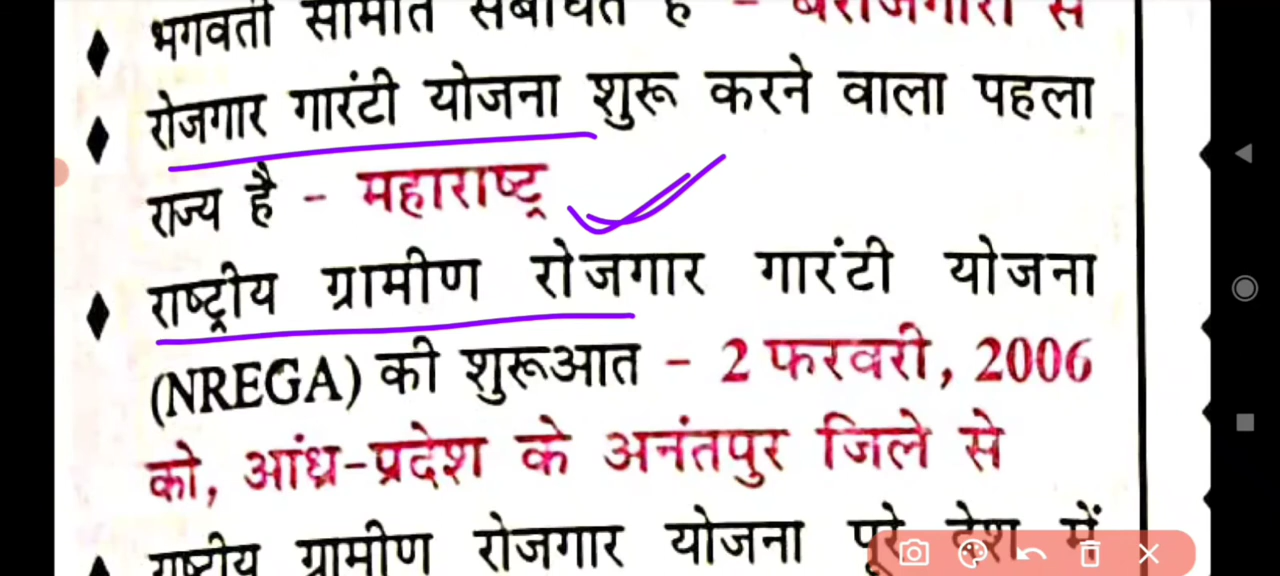 भगवती समिति संबंधित है - बेरोजगारी से
रोजगार गारंटी योजना शुरू करने वाला पहला
राज्य है - महाराष्ट्र
राष्ट्रीय ग्रामीण रोजगार गारंटी योजना
(NREGA) की शुरूआत - 2 फरवरी, 2006
को, आंध्र-प्रदेश के अनंतपुर जिले से
राष्ट्रीय ग्रामीण रोजगार योजना पूरे देश में